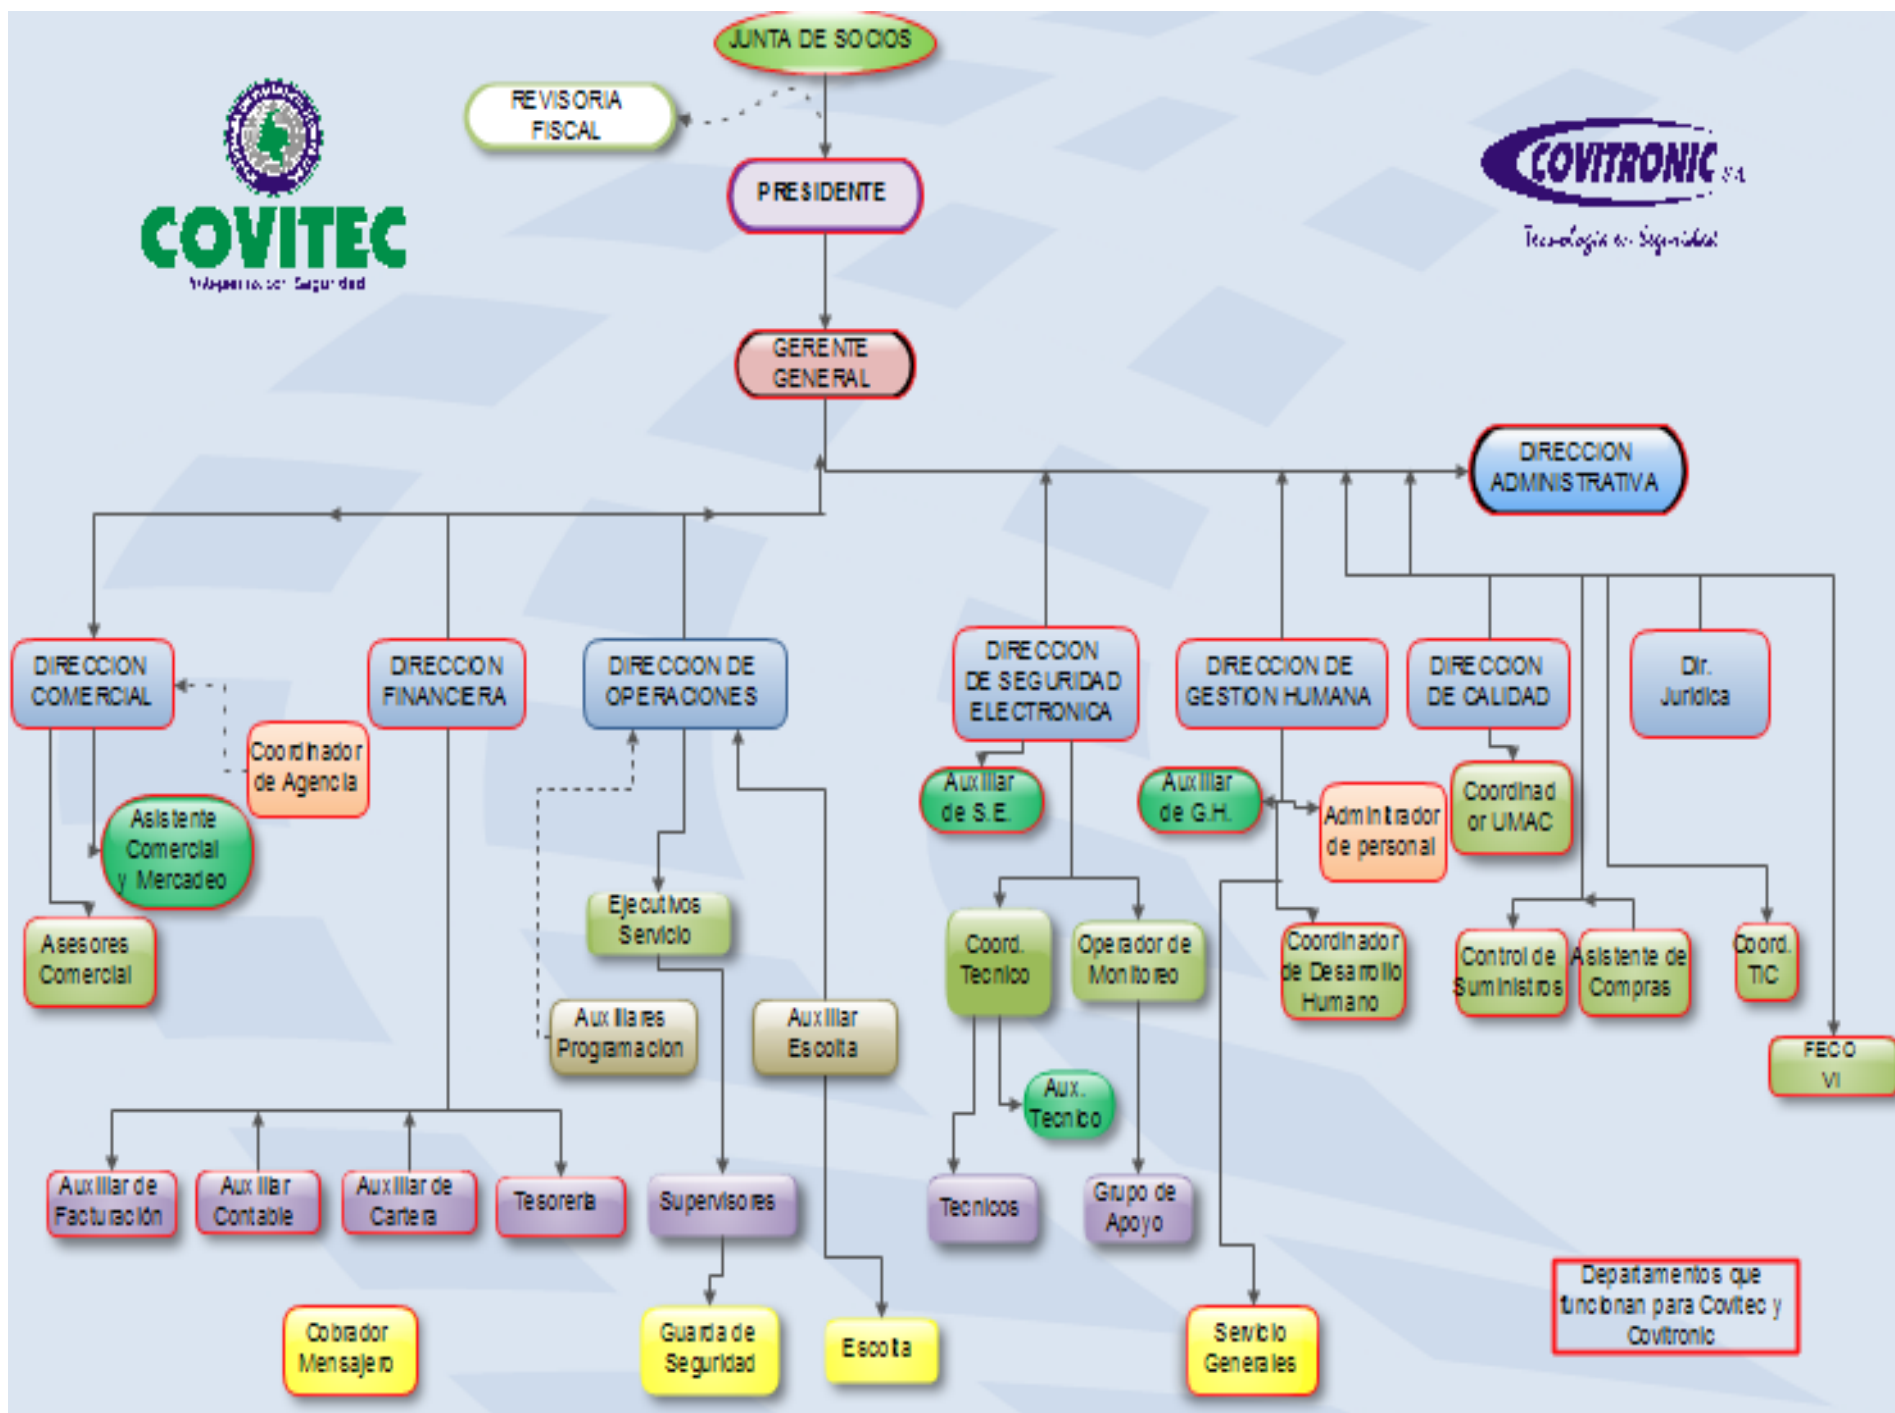 JUNTA DE SOCIOS
REVISORIA
FISCAL
PRESIDENTE
COVITEC
COVITRONIC S.A.
Tecnología en Seguridad
GERENTE
GENERAL
DIRECCION
ADMINISTRATIVA
DIRECCION
COMERCIAL
DIRECCION
FINANCIERA
DIRECCION DE
OPERACIONES
DIRECCION
DE SEGURIDAD
ELECTRONICA
DIRECCION DE
GESTION HUMANA
DIRECCION
DE CALIDAD
Dir.
Juridica
Coordinador
de Agencia
Asistente
Comercial
y Mercadeo
Auxiliar
de S.E.
Auxiliar
de G.H.
Adminitrador
de personal
Coordinad
or UMAC
Asesores
Comercial
Ejecutivos
Servicio
Coord.
Tecnico
Operador de
Monitoreo
Coordinador
de Desarrollo
Humano
Control de
Suministros
Asistente de
Compras
Coord.
TIC
Auxiliares
Programacion
Auxiliar
Escolta
FECO
VI
Aux.
Tecnico
Auxiliar de
Facturación
Auxiliar
Contable
Auxiliar de
Cartera
Tesoreria
Supervisores
Tecnicos
Grupo de
Apoyo
Cobrador
Mensajero
Guarda de
Seguridad
Escolta
Servicio
Generales
Departamentos que
funcionan para Covitec y
Covitronic